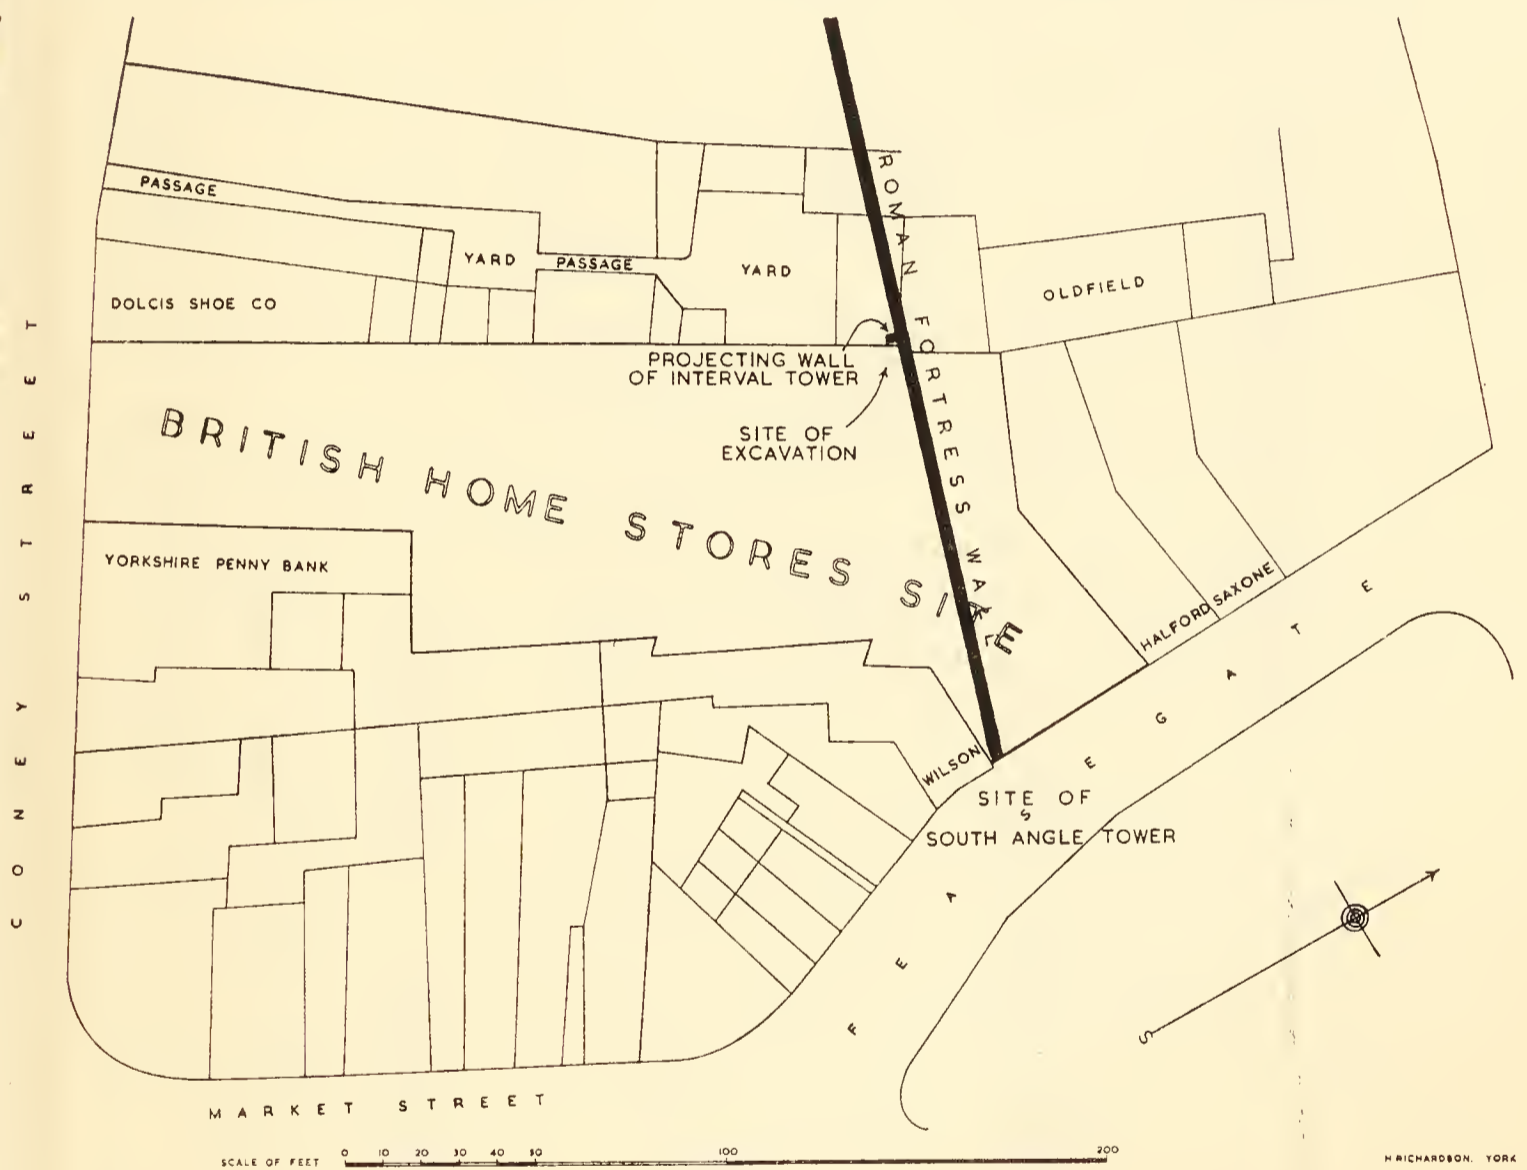 PASSAGE
YARD
PASSAGE
YARD
DOLCIS SHOE CO
OLDFIELD
ROMAN FORTRESS WALL
PROJECTING WALL
OF INTERVAL TOWER
SITE OF
EXCAVATION
BRITISH HOME STORES SITE
YORKSHIRE PENNY BANK
CONEY STREET
HALFORD
SAXONE
WILSON
SITE OF
SOUTH ANGLE TOWER
FEASEGATE
S
MARKET STREET
SCALE OF FEET 0 10 20 30 40 50 100 200
H RICHARDSON. YORK